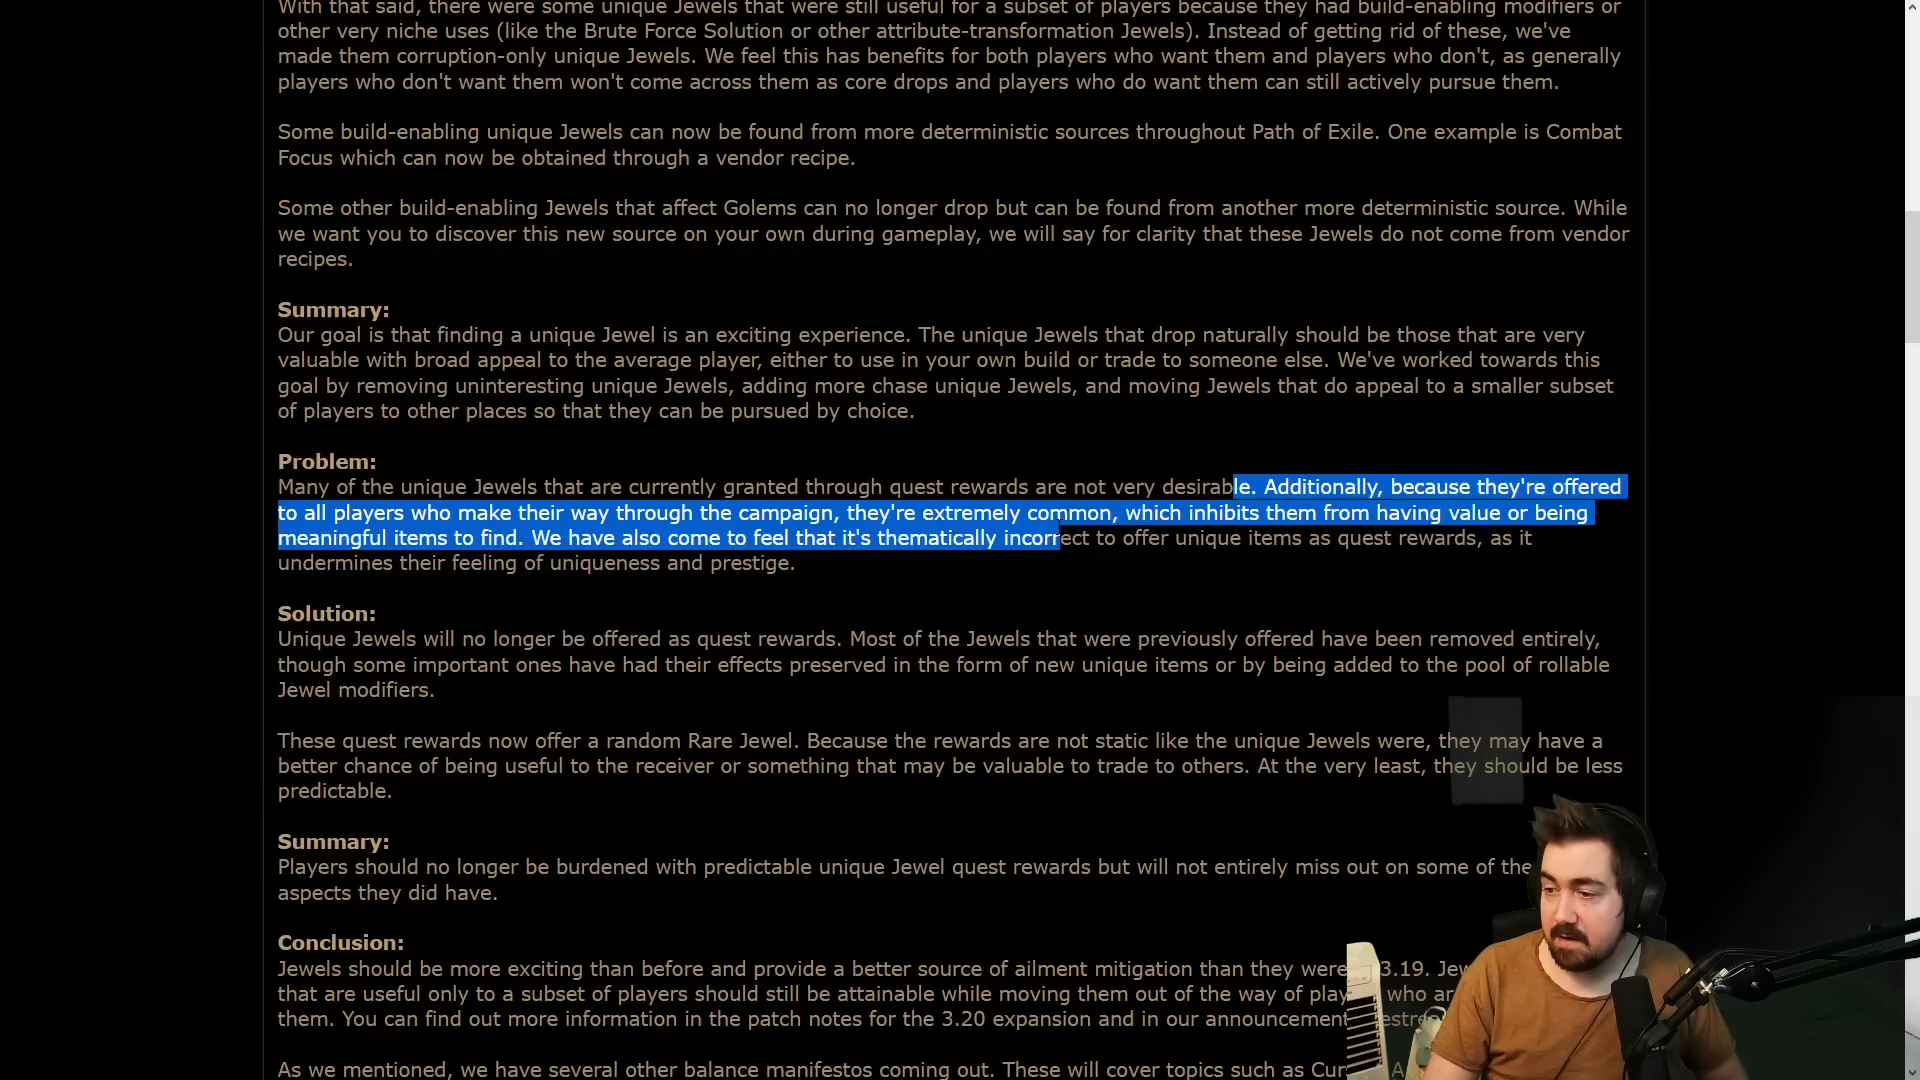 With that said, there were some unique Jewels that were still useful for a subset of players because they had build-enabling modifiers or
other very niche uses (like the Brute Force Solution or other attribute-transformation Jewels). Instead of getting rid of these, we've
made them corruption-only unique Jewels. We feel this has benefits for both players who want them and players who don't, as generally
players who don't want them won't come across them as core drops and players who do want them can still actively pursue them.
Some build-enabling unique Jewels can now be found from more deterministic sources throughout Path of Exile. One example is Combat
Focus which can now be obtained through a vendor recipe.
Some other build-enabling Jewels that affect Golems can no longer drop but can be found from another more deterministic source. While
we want you to discover this new source on your own during gameplay, we will say for clarity that these Jewels do not come from vendor
recipes.
Summary:
Our goal is that finding a unique Jewel is an exciting experience. The unique Jewels that drop naturally should be those that are very
valuable with broad appeal to the average player, either to use in your own build or trade to someone else. We've worked towards this
goal by removing uninteresting unique Jewels, adding more chase unique Jewels, and moving Jewels that do appeal to a smaller subset
of players to other places so that they can be pursued by choice.
Problem:
Many of the unique Jewels that are currently granted through quest rewards are not very desirable. Additionally, because they're offered
to all players who make their way through the campaign, they're extremely common, which inhibits them from having value or being
meaningful items to find. We have also come to feel that it's thematically incorrect to offer unique items as quest rewards, as it
undermines their feeling of uniqueness and prestige.
Solution:
Unique Jewels will no longer be offered as quest rewards. Most of the Jewels that were previously offered have been removed entirely,
though some important ones have had their effects preserved in the form of new unique items or by being added to the pool of rollable
Jewel modifiers.
These quest rewards now offer a random Rare Jewel. Because the rewards are not static like the unique Jewels were, they may have a
better chance of being useful to the receiver or something that may be valuable to trade to others. At the very least, they should be less
predictable.
Summary:
Players should no longer be burdened with predictable unique Jewel quest rewards but will not entirely miss out on some of the
aspects they did have.
Conclusion:
Jewels should be more exciting than before and provide a better source of ailment mitigation than they were 3.19.
that are useful only to a subset of players should still be attainable while moving them out of the way of who
them. You can find out more information in the patch notes for the 3.20 expansion and in our announcement
As we mentioned, we have several other balance manifestos coming out. These will cover topics such as